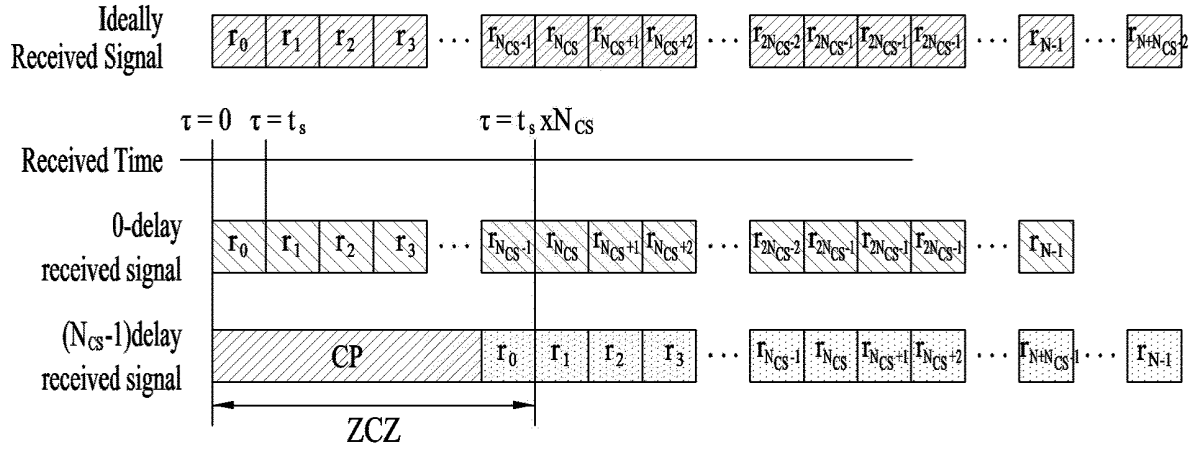 Ideally
Received Signal
r0 r1 r2 r3 ··· rNCS-1 rNCS rNCS+1 rNCS+2 ··· r2NCS-2 r2NCS-1 r2NCS-1 r2NCS-1 ··· rN-1 ··· rN+NCS-2
τ = 0 τ = ts τ = ts xNCS
Received Time
0-delay
received signal
r0 r1 r2 r3 ··· rNCS-1 rNCS rNCS+1 rNCS+2 ··· r2NCS-2 r2NCS-1 r2NCS-1 r2NCS-1 ··· rN-1
(NCS-1)delay
received signal
CP r0 r1 r2 r3 ··· rNCS-1 rNCS rNCS+1 rNCS+2 ··· rN+NCS-1 ··· rN-1
ZCZ